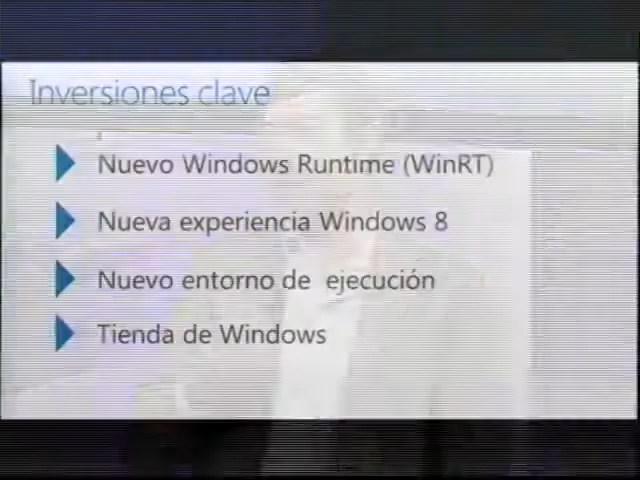 Inversiones clave
Nuevo Windows Runtime (WinRT)
Nueva experiencia Windows 8
Nuevo entorno de ejecución
Tienda de Windows